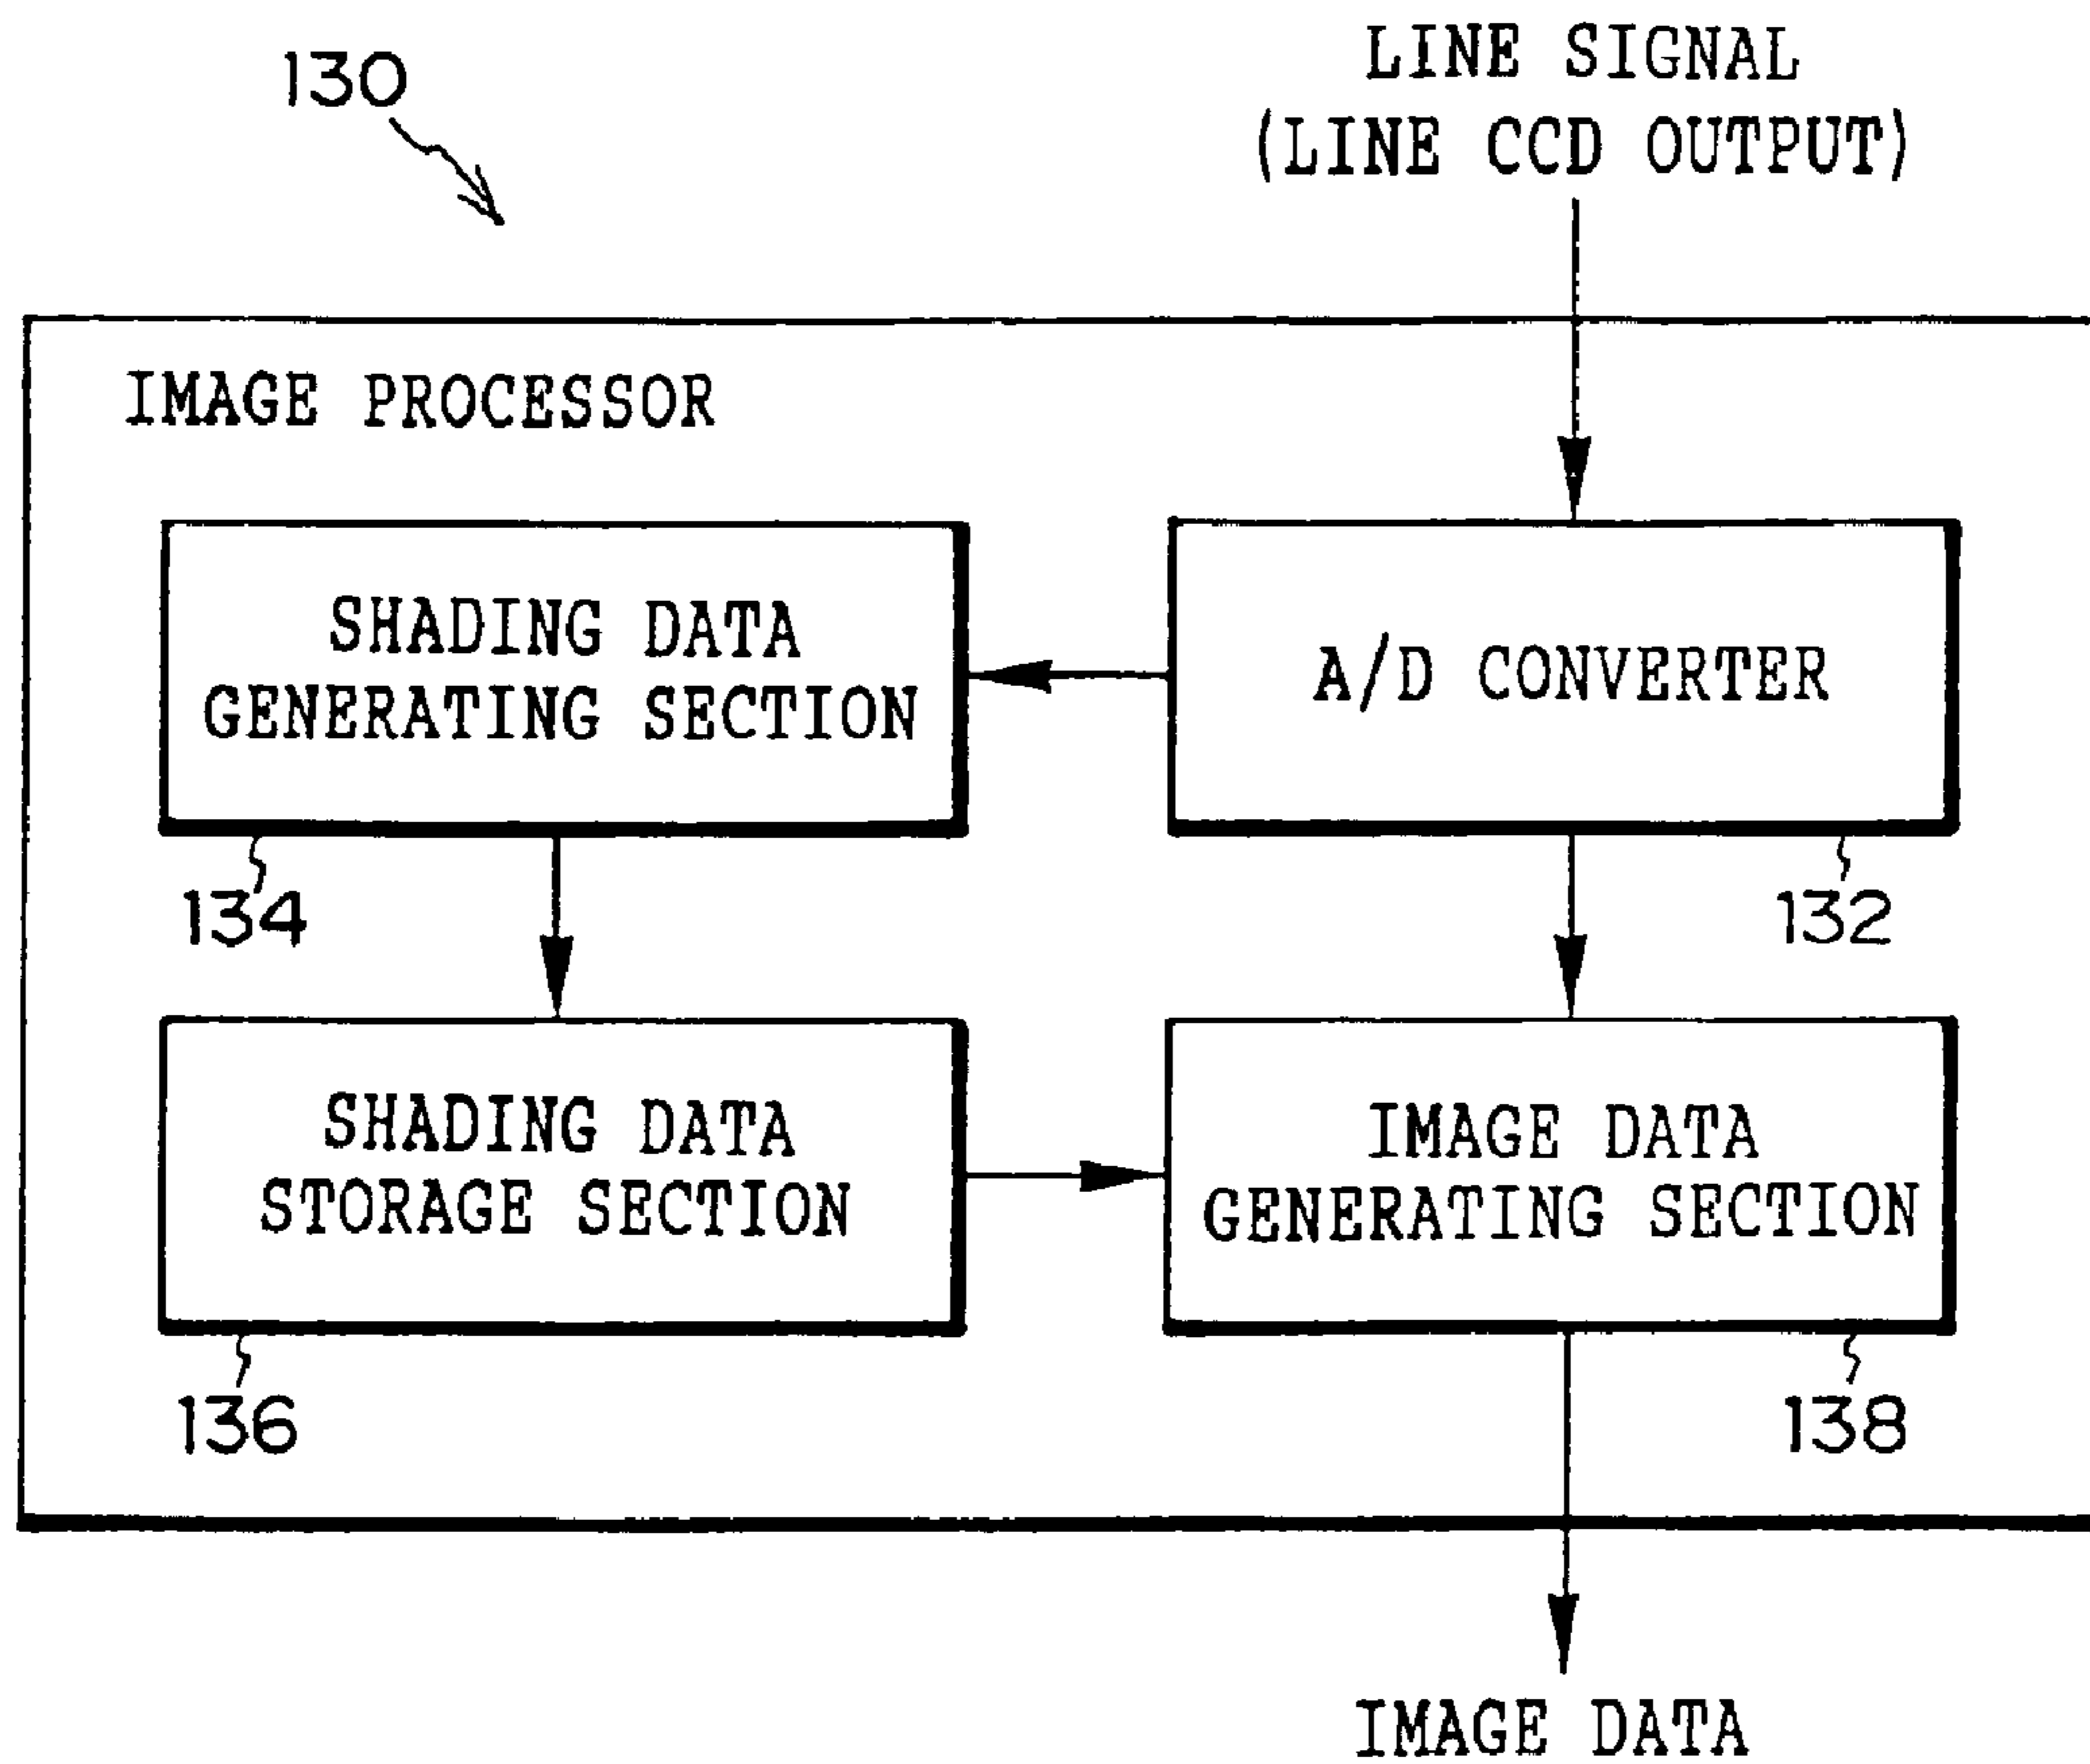 130
LINE SIGNAL
(LINE CCD OUTPUT)
IMAGE PROCESSOR
SHADING DATA
GENERATING SECTION
A/D CONVERTER
134
132
SHADING DATA
STORAGE SECTION
IMAGE DATA
GENERATING SECTION
136
138
IMAGE DATA